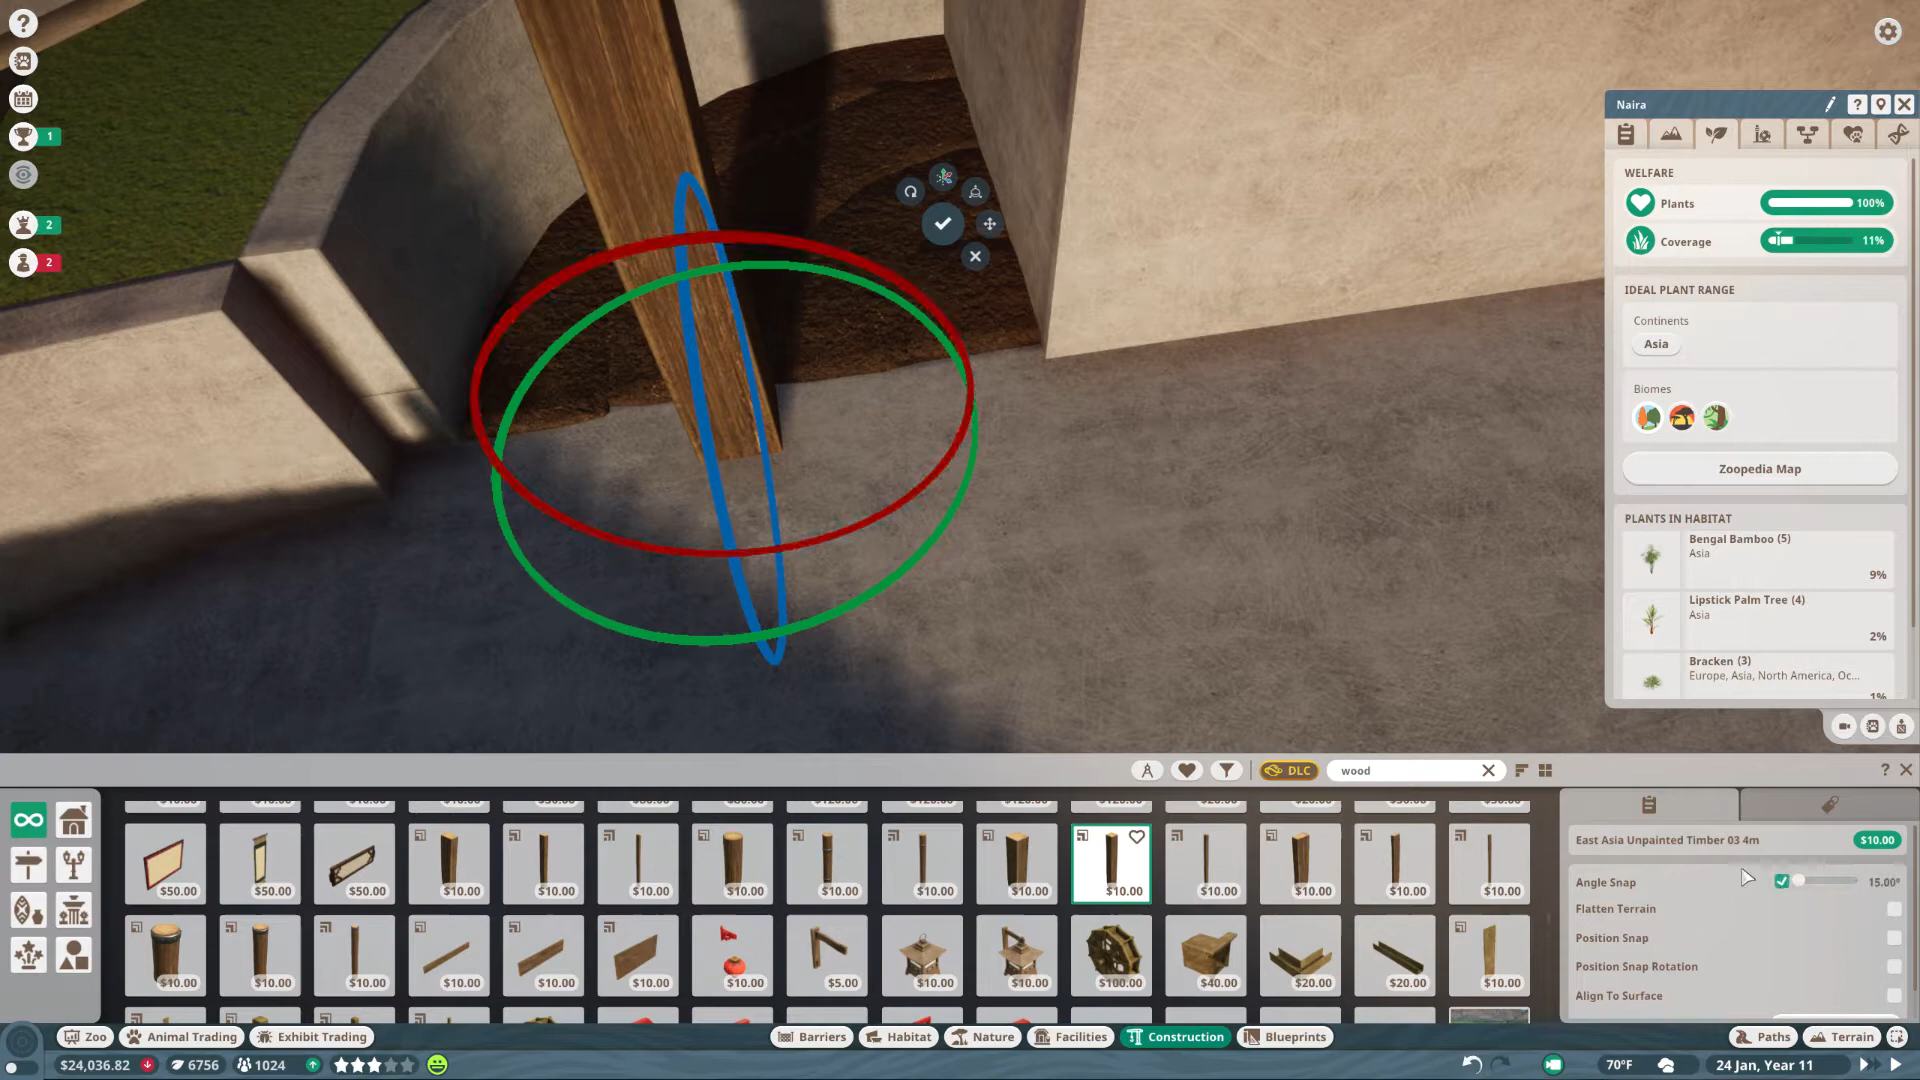 1
2
2
Naira
WELFARE
Plants 100%
Coverage 11%
IDEAL PLANT RANGE
Continents
Asia
Biomes
Zoopedia Map
PLANTS IN HABITAT
Bengal Bamboo (5)
Asia
9%
Lipstick Palm Tree (4)
Asia
2%
Bracken (3)
Europe, Asia, North America, Oc...
1%
DLC
wood
$50.00 $50.00 $50.00 $10.00 $10.00 $10.00 $10.00 $10.00 $10.00 $10.00 $10.00 $10.00 $10.00 $10.00 $10.00
$10.00 $10.00 $10.00 $10.00 $10.00 $10.00 $10.00 $5.00 $10.00 $10.00 $100.00 $40.00 $20.00 $20.00 $10.00
East Asia Unpainted Timber 03 4m $10.00
Angle Snap 15.00°
Flatten Terrain
Position Snap
Position Snap Rotation
Align To Surface
Zoo Animal Trading Exhibit Trading Barriers Habitat Nature Facilities Construction Blueprints Paths Terrain
$24,036.82 6756 1024 70°F 24 Jan, Year 11